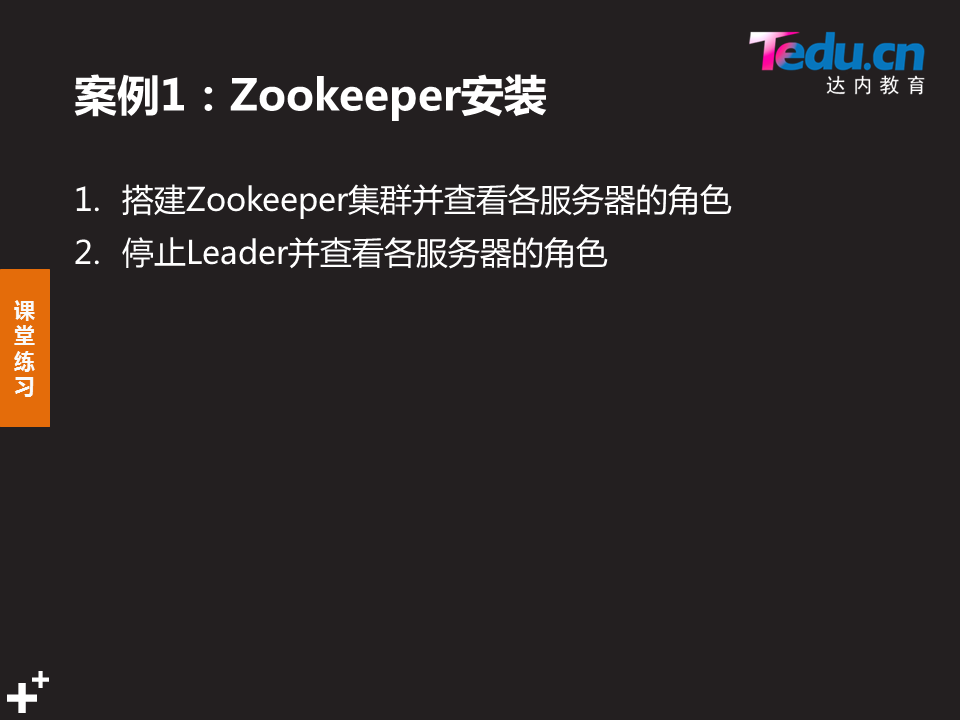 Tedu.cn
达内教育
案例1：Zookeeper安装
1. 搭建Zookeeper集群并查看各服务器的角色
2. 停止Leader并查看各服务器的角色
课堂练习